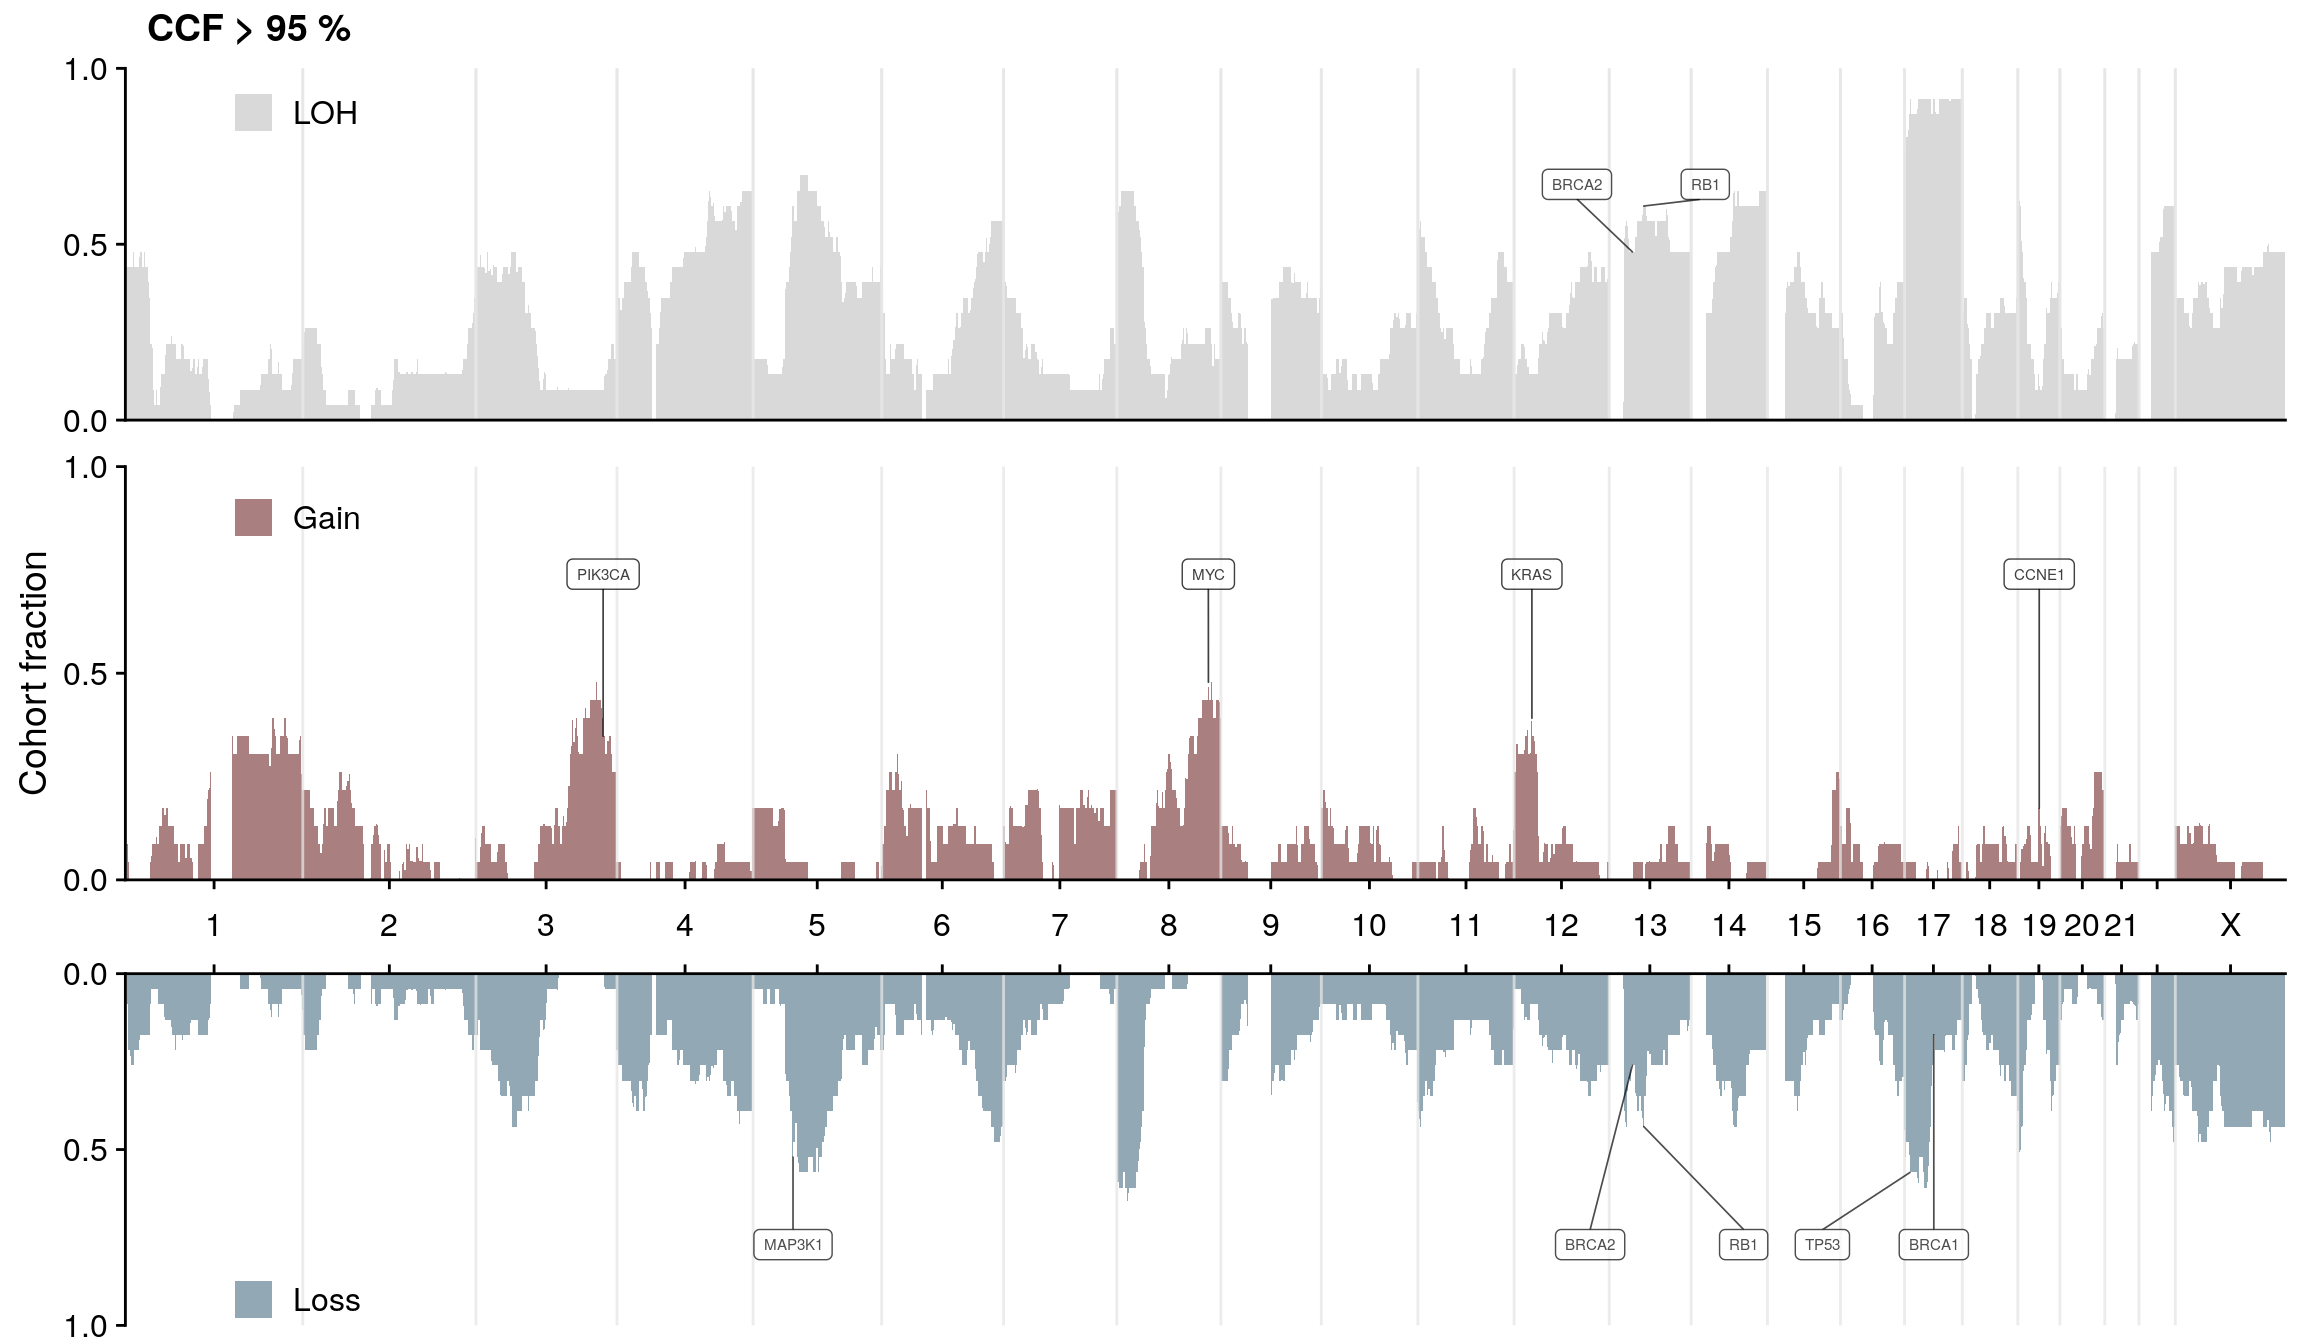 CCF > 95 %
1.0
LOH
BRCA2 RB1
0.5
0.0
1.0
Gain
PIK3CA MYC KRAS CCNE1
Cohort fraction
0.5
0.0
1 2 3 4 5 6 7 8 9 10 11 12 13 14 15 16 17 18 19 20 21 X
0.0
0.5
MAP3K1 BRCA2 RB1 TP53 BRCA1
Loss
1.0